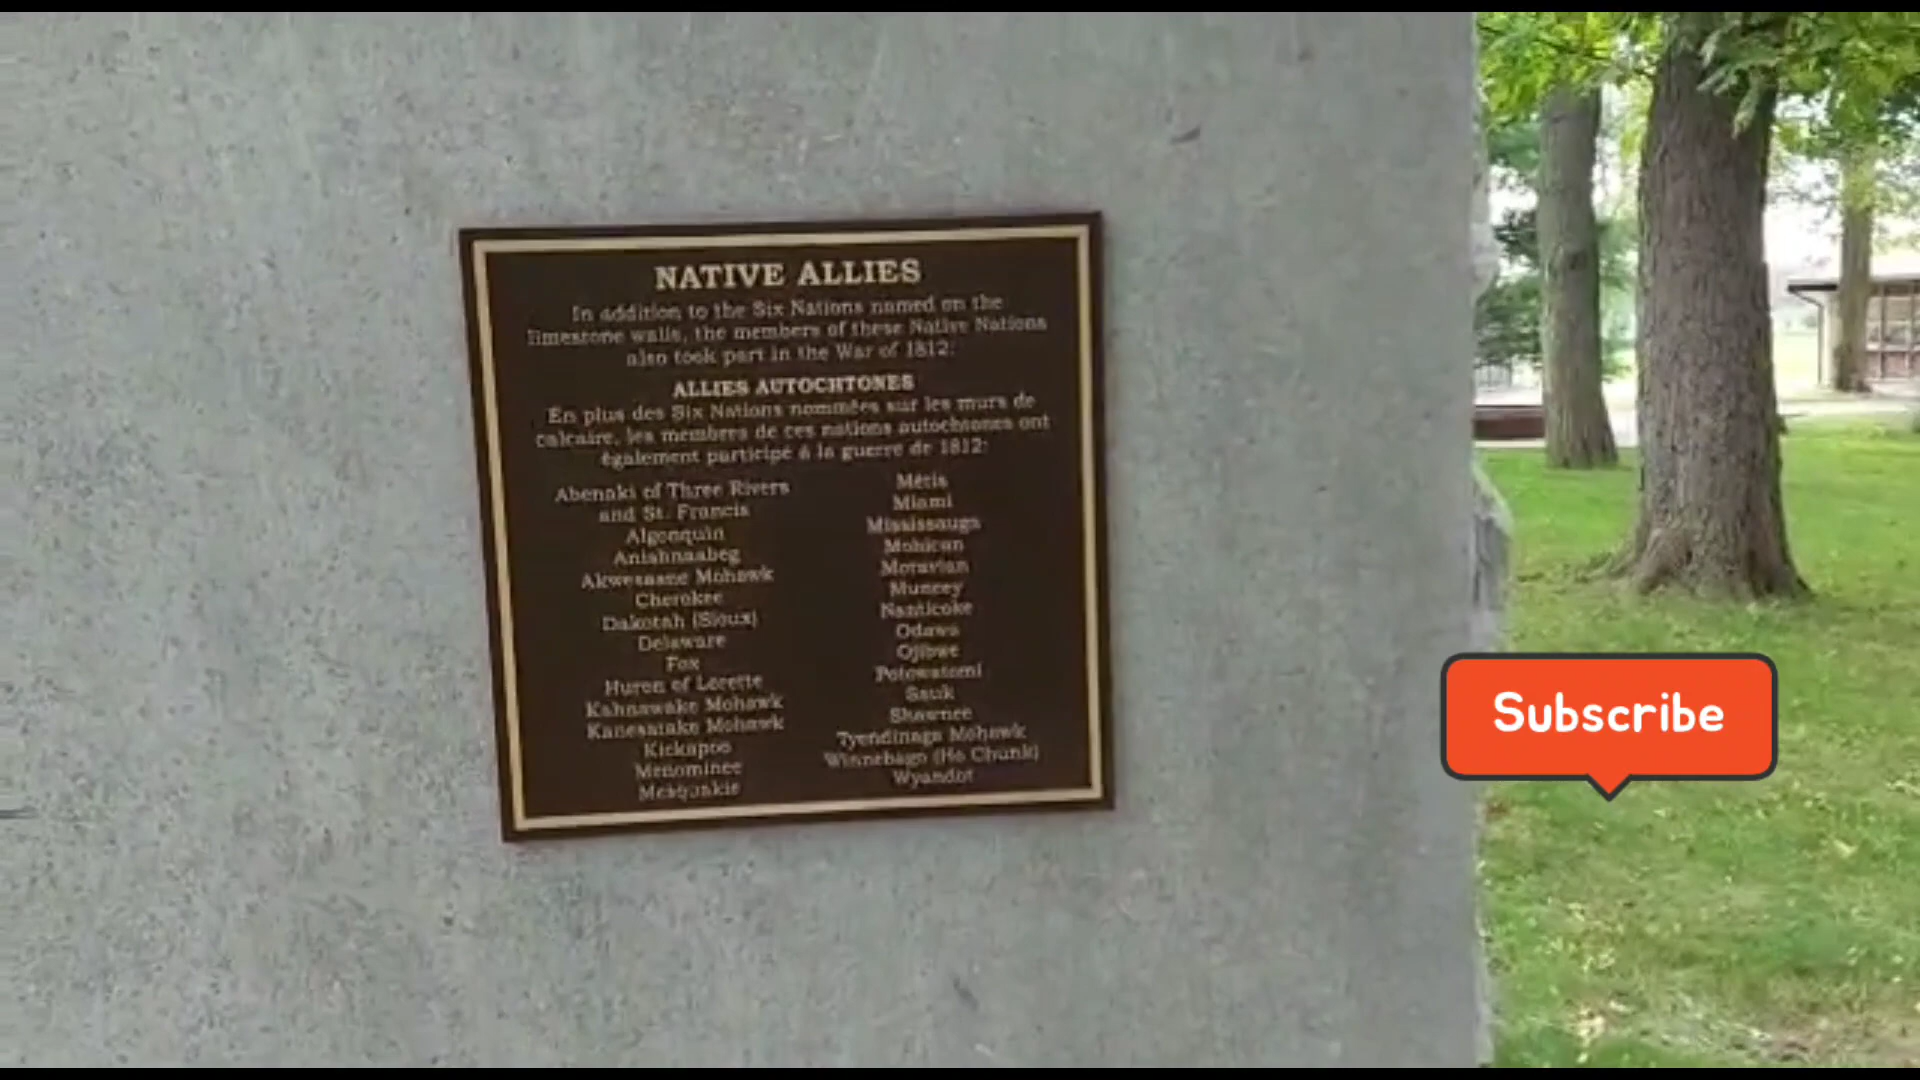 NATIVE ALLIES
In addition to the Six Nations named on the
limestone walls, the members of these Native Nations
also took part in the War of 1812:
ALLIES AUTOCHTONES
En plus des Six Nations nommées sur les murs de
calcaire, les membres de ces nations autochtones ont
également participé à la guerre de 1812:
Abenaki of Three Rivers
and St. Francis
Algonquin
Anishnaabeg
Akwesasne Mohawk
Cherokee
Dakotah (Sioux)
Delaware
Fox
Huron of Lorette
Kahnawake Mohawk
Kanesatake Mohawk
Kickapoo
Menominee
Mesquakie
Métis
Miami
Mississauga
Mohican
Moravian
Muncey
Nanticoke
Odawa
Ojibwe
Potowatomi
Sauk
Shawnee
Tyendinaga Mohawk
Winnebago (Ho Chunk)
Wyandot
Subscribe